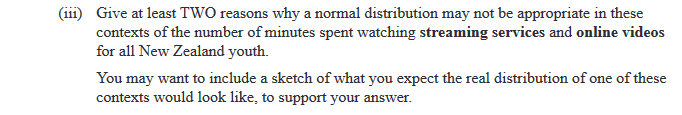 (iii) Give at least TWO reasons why a normal distribution may not be appropriate in these
contexts of the number of minutes spent watching streaming services and online videos
for all New Zealand youth.
You may want to include a sketch of what you expect the real distribution of one of these
contexts would look like, to support your answer.